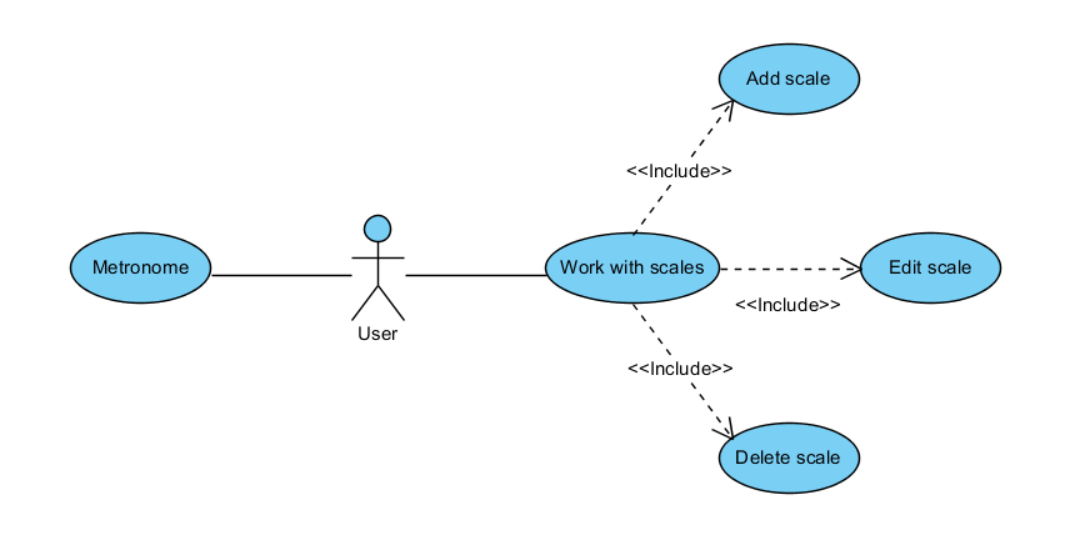 Add scale
<<Include>>
Metronome
Work with scales
Edit scale
<<Include>>
User
<<Include>>
Delete scale